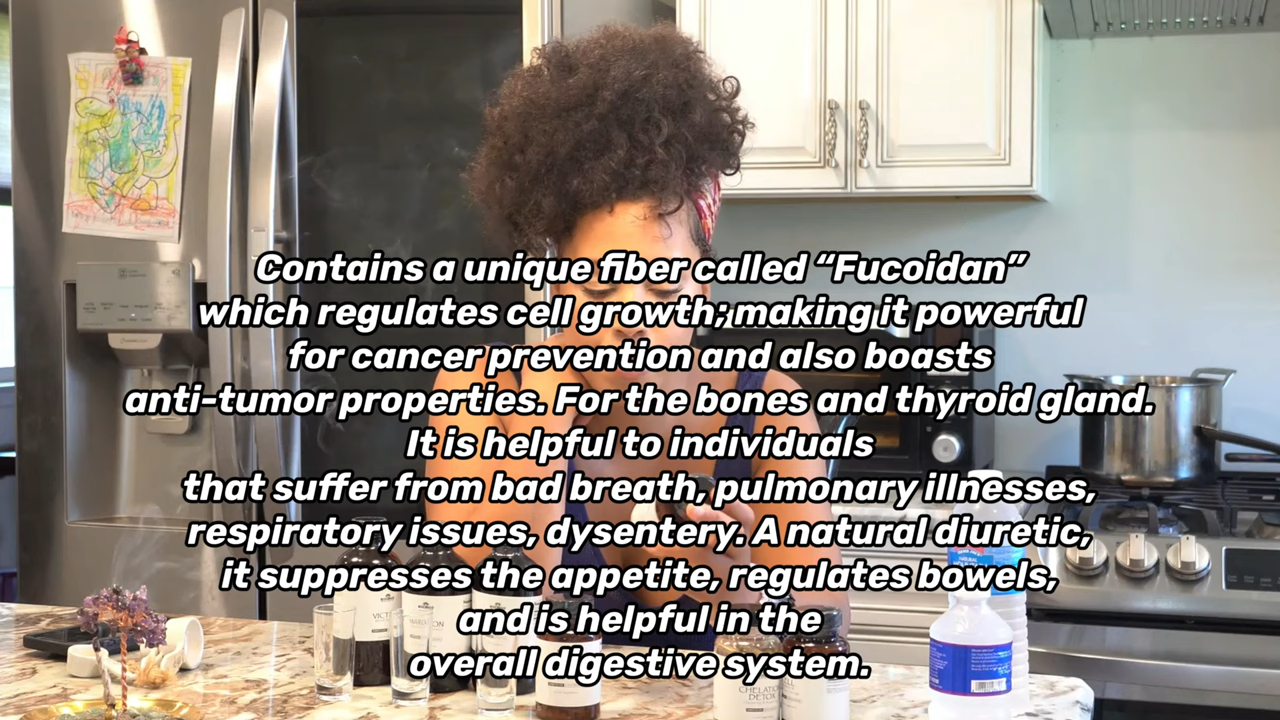 Contains a unique fiber called “Fucoidan”
which regulates cell growth; making it powerful
for cancer prevention and also boasts
anti-tumor properties. For the bones and thyroid gland.
It is helpful to individuals
that suffer from bad breath, pulmonary illnesses,
respiratory issues, dysentery. A natural diuretic,
it suppresses the appetite, regulates bowels,
and is helpful in the
overall digestive system.
DETOX